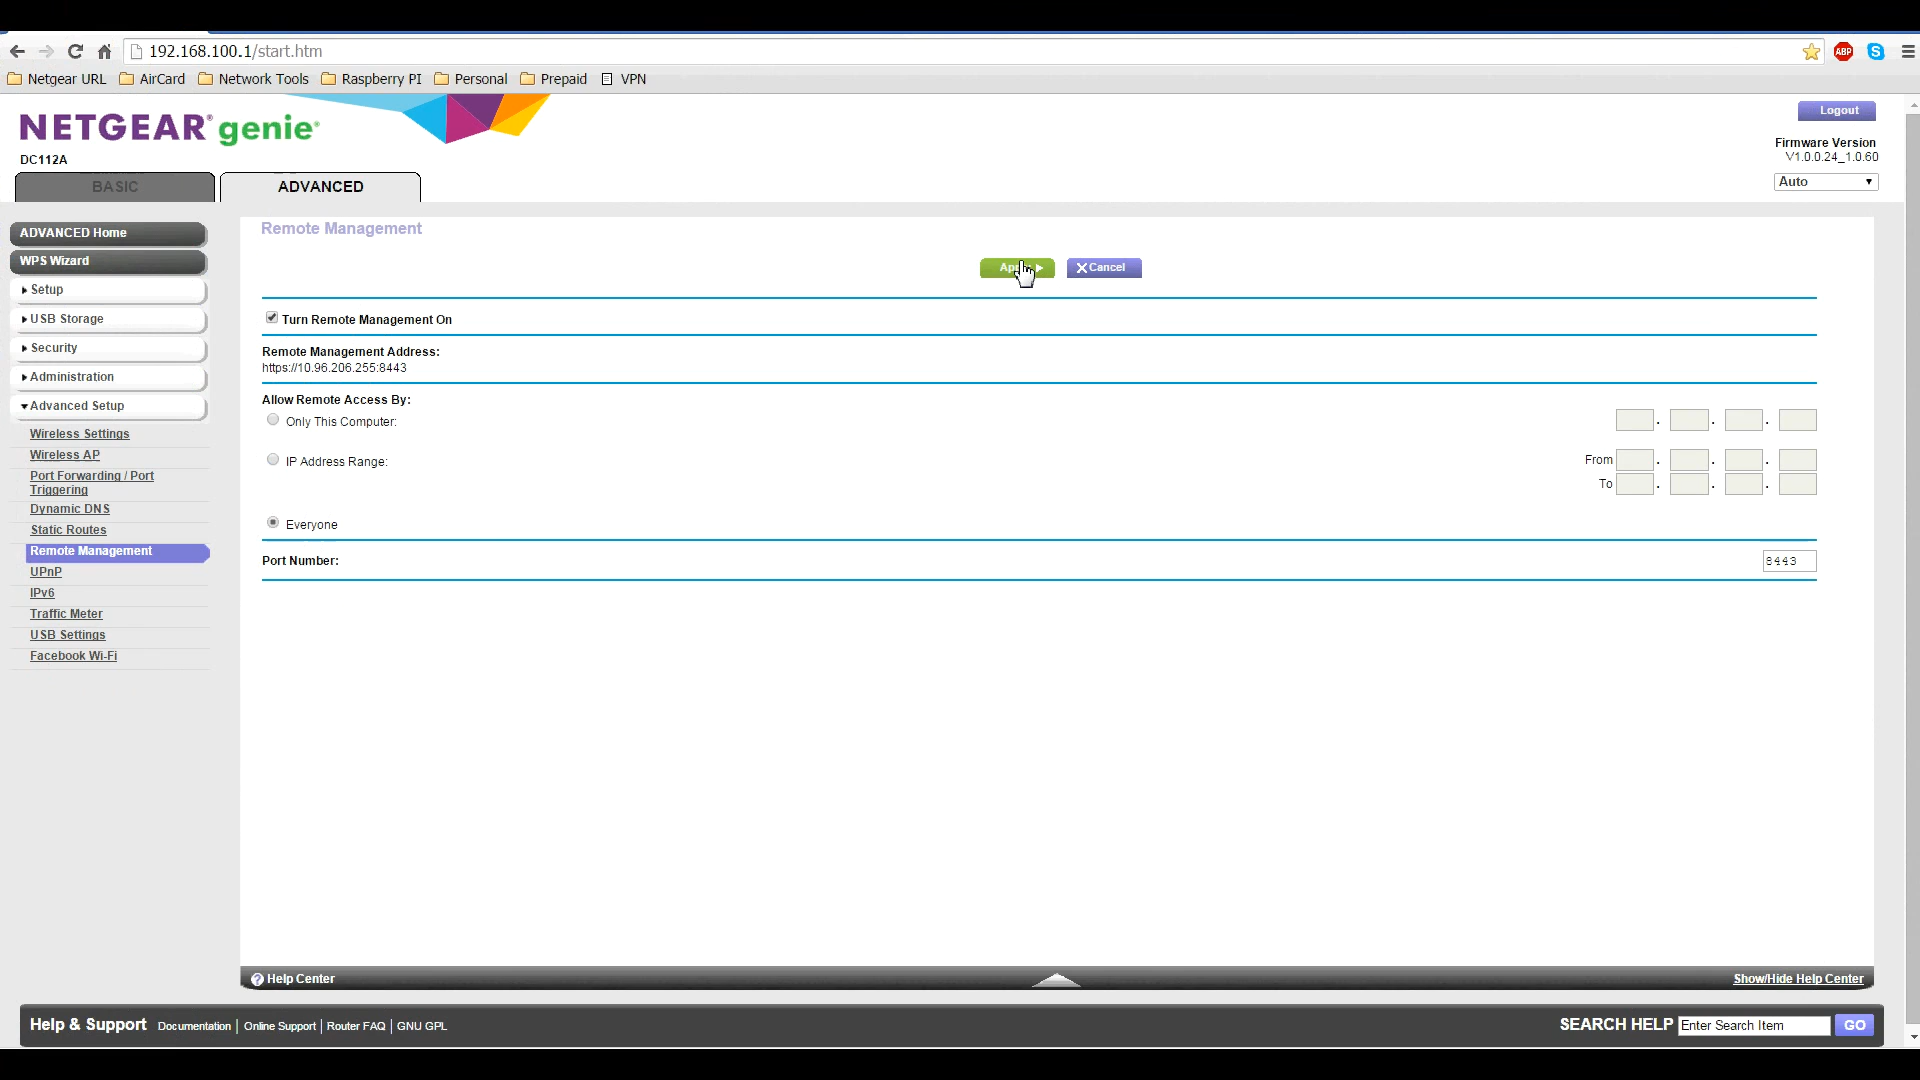 192.168.100.1/start.htm
Netgear URL AirCard Network Tools Raspberry PI Personal Prepaid VPN
ABP
NETGEAR® genie®
Logout
Firmware Version
V1.0.0.24_1.0.60
DC112A
Auto
BASIC ADVANCED
ADVANCED Home
WPS Wizard
Setup
USB Storage
Security
Administration
Advanced Setup
Wireless Settings
Wireless AP
Port Forwarding / Port
Triggering
Dynamic DNS
Static Routes
Remote Management
UPnP
IPv6
Traffic Meter
USB Settings
Facebook Wi-Fi
Remote Management
Cancel
Turn Remote Management On
Remote Management Address:
https://10.96.206.255:8443
Allow Remote Access By:
Only This Computer: . . .
IP Address Range: From . . .
To . . .
Everyone
Port Number: 8443
? Help Center Show/Hide Help Center
Help & Support Documentation | Online Support | Router FAQ | GNU GPL SEARCH HELP Enter Search Item GO